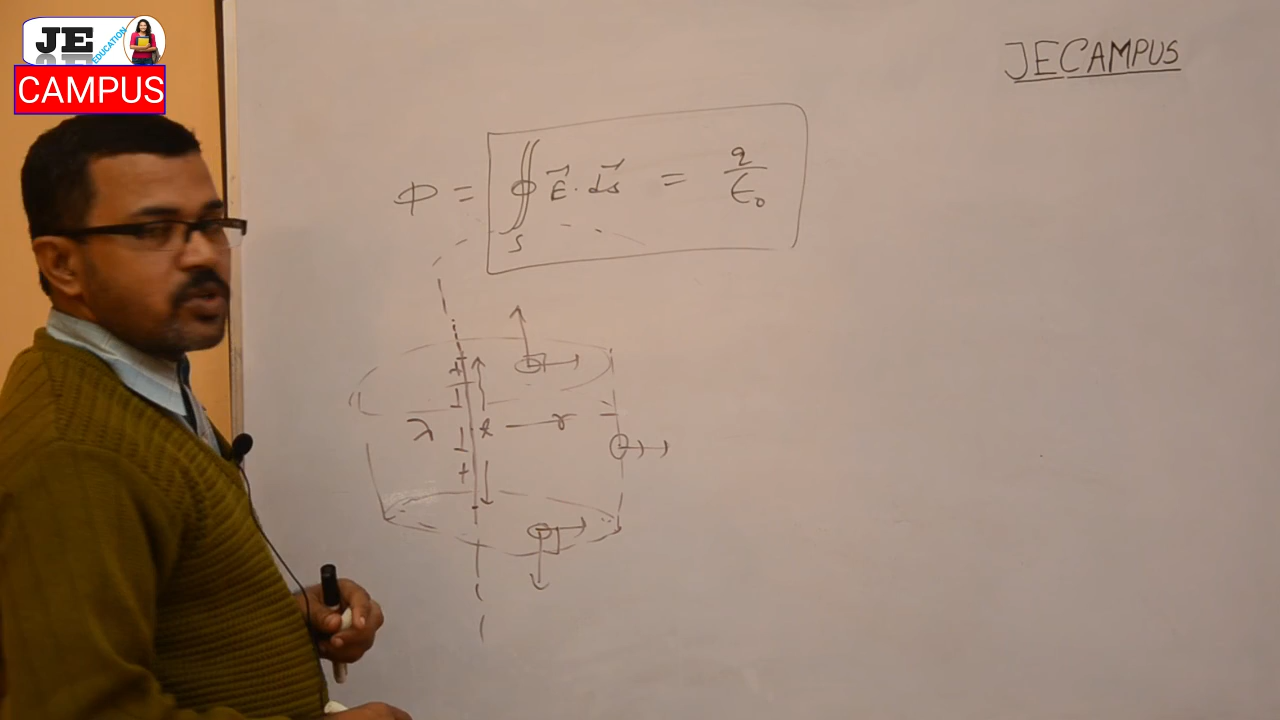 JE
EDUCATION
CAMPUS
JECAMPUS
Φ = ∯ E⃗ · ds⃗ = q/ϵ₀
S
+
+
λ l r
+
+